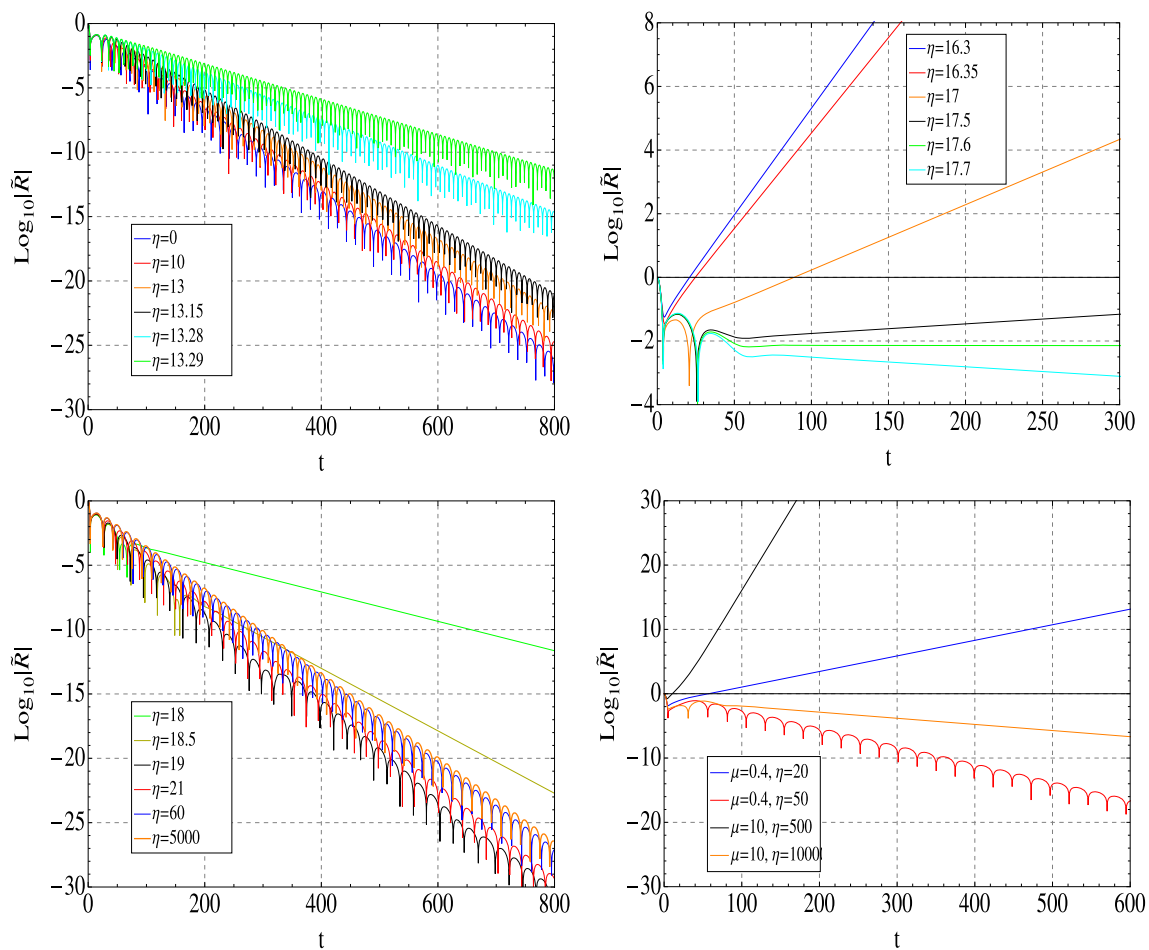 0
−5
−10
−15
−20
−25
−30
Log₁₀|R̃|
η=0
η=10
η=13
η=13.15
η=13.28
η=13.29
0 200 400 600 800
t
8
6
4
2
0
−2
−4
Log₁₀|R̃|
η=16.3
η=16.35
η=17
η=17.5
η=17.6
η=17.7
0 50 100 150 200 250 300
t
0
−5
−10
−15
−20
−25
−30
Log₁₀|R̃|
η=18
η=18.5
η=19
η=21
η=60
η=5000
0 200 400 600 800
t
30
20
10
0
−10
−20
−30
Log₁₀|R̃|
μ=0.4, η=20
μ=0.4, η=50
μ=10, η=500
μ=10, η=1000
0 100 200 300 400 500 600
t